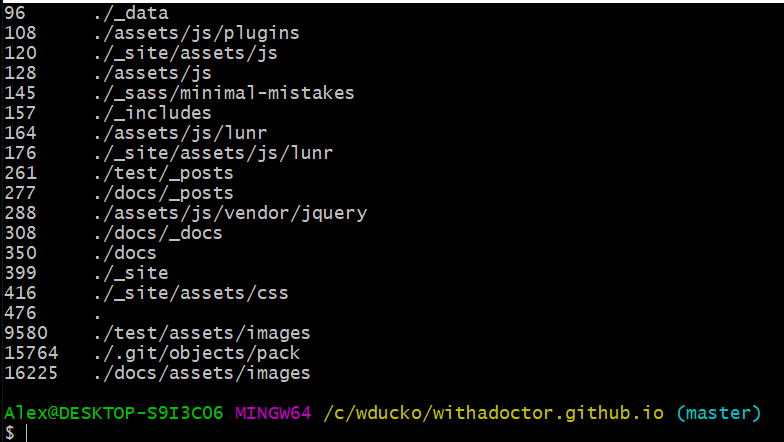 96 ./_data
108 ./assets/js/plugins
120 ./_site/assets/js
128 ./assets/js
145 ./_sass/minimal-mistakes
157 ./_includes
164 ./assets/js/lunr
176 ./_site/assets/js/lunr
261 ./test/_posts
277 ./docs/_posts
288 ./assets/js/vendor/jquery
308 ./docs/_docs
350 ./docs
399 ./_site
416 ./_site/assets/css
476 .
9580 ./test/assets/images
15764 ./.git/objects/pack
16225 ./docs/assets/images
Alex@DESKTOP-S9I3C06 MINGW64 /c/wducko/withadoctor.github.io (master)
$